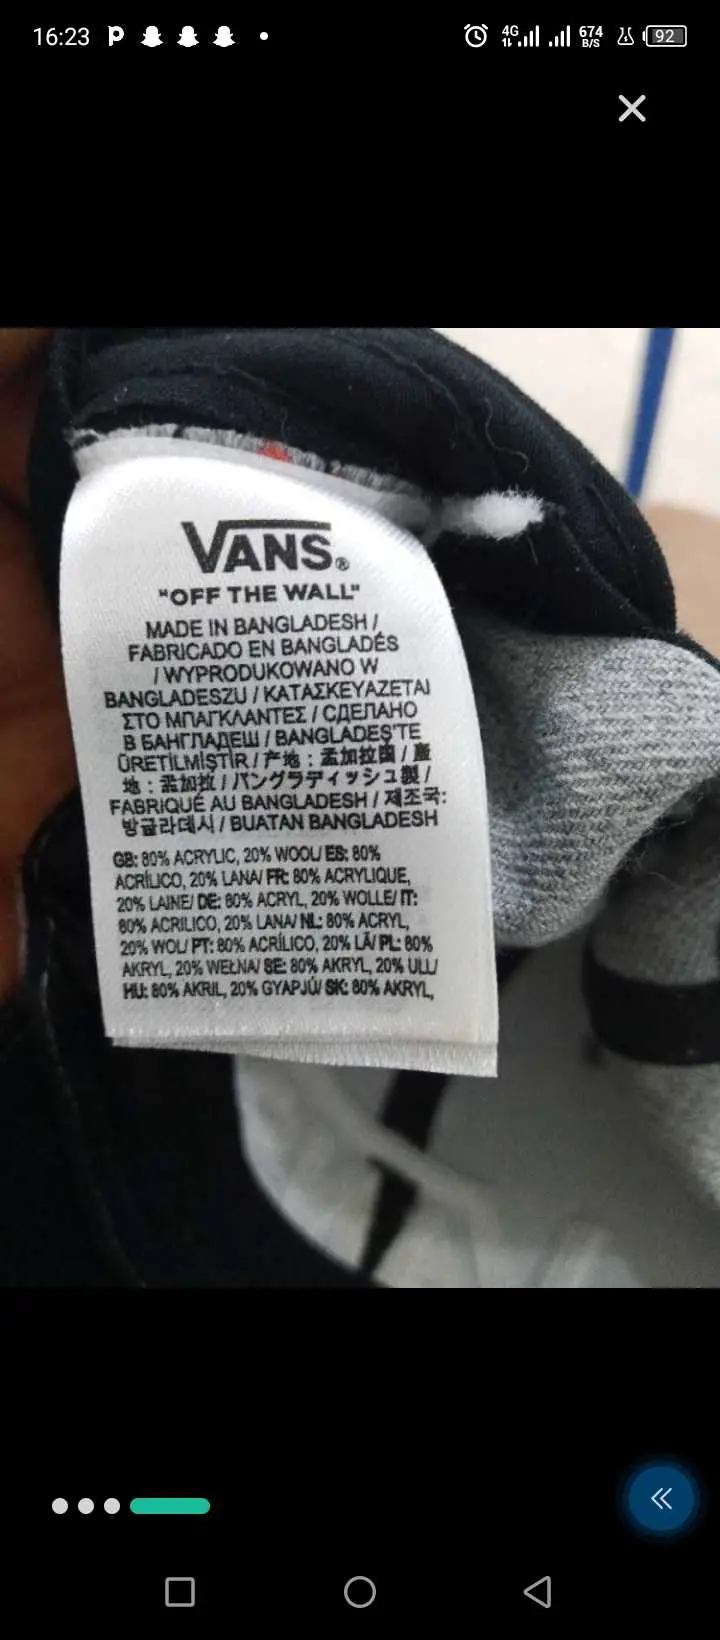 16:23
4G
674
B/S
92
VANS®
"OFF THE WALL"
MADE IN BANGLADESH /
FABRICADO EN BANGLADÉS
/ WYPRODUKOWANO W
BANGLADESZU / ΚΑΤΑΣΚΕΥΑΖΕΤΑΙ
ΣΤΟ ΜΠΑΓΚΛΑΝΤΕΣ / СДЕЛАНО
В БАНГЛАДЕШ / BANGLADEŞ'TE
ÜRETİLMİŞTİR / 产地 : 孟加拉国 / 產
地 : 孟加拉 / バングラディッシュ製 /
FABRIQUÉ AU BANGLADESH / 제조국:
방글라데시 / BUATAN BANGLADESH
GB: 80% ACRYLIC, 20% WOOL/ ES: 80%
ACRÍLICO, 20% LANA/ FR: 80% ACRYLIQUE,
20% LAINE/ DE: 80% ACRYL, 20% WOLLE/ IT:
80% ACRILICO, 20% LANA/ NL: 80% ACRYL,
20% WOL/ PT: 80% ACRÍLICO, 20% LÃ/ PL: 80%
AKRYL, 20% WEŁNA/ SE: 80% AKRYL, 20% ULL/
HU: 80% AKRIL, 20% GYAPJÚ/ SK: 80% AKRYL,